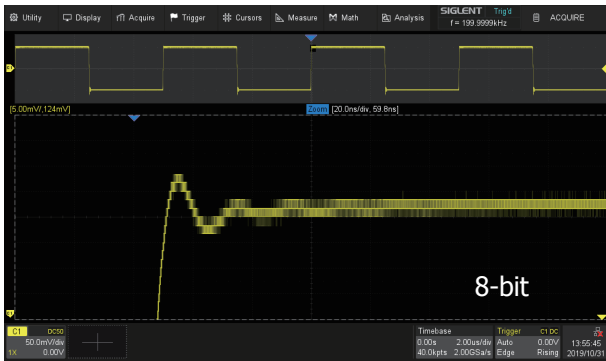 Utility Display Acquire Trigger Cursors Measure Math Analysis SIGLENT Trig'd ACQUIRE
f = 199.9999kHz
C1
[5.00mV/,124mV] Zoom [20.0ns/div, 59.8ns]
8-bit
C1 DC50 Timebase Trigger C1 DC
50.0mV/div 0.00s 2.00us/div Auto 0.00V 13:55:45
1X 0.00V 40.0kpts 2.00GSa/s Edge Rising 2019/10/31